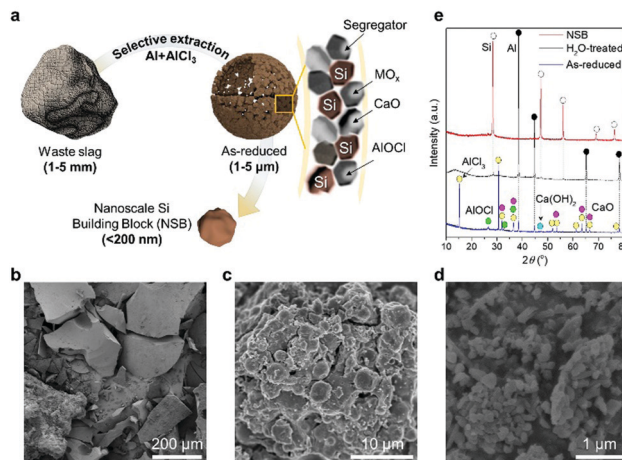 a
Selective extraction
Al+AlCl3
Waste slag
(1-5 mm)
As-reduced
(1-5 µm)
Nanoscale Si
Building Block (NSB)
(<200 nm)
Segregator
MOx
CaO
AlOCl
Si
Si
Si
Si
e
NSB
H2O-treated
As-reduced
Si
Al
AlCl3
AlOCl
Ca(OH)2
CaO
Intensity (a.u.)
10 20 30 40 50 60 70 80
2θ (°)
b
200 µm
c
10 µm
d
1 µm